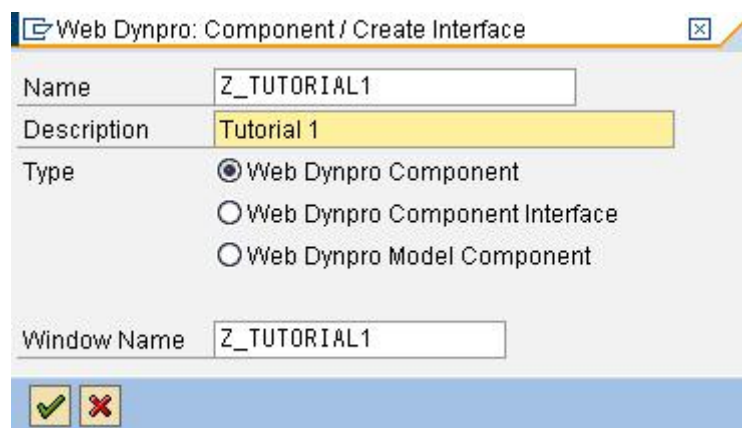 Web Dynpro: Component / Create Interface
Name Z_TUTORIAL1
Description Tutorial 1
Type Web Dynpro Component
Web Dynpro Component Interface
Web Dynpro Model Component
Window Name Z_TUTORIAL1